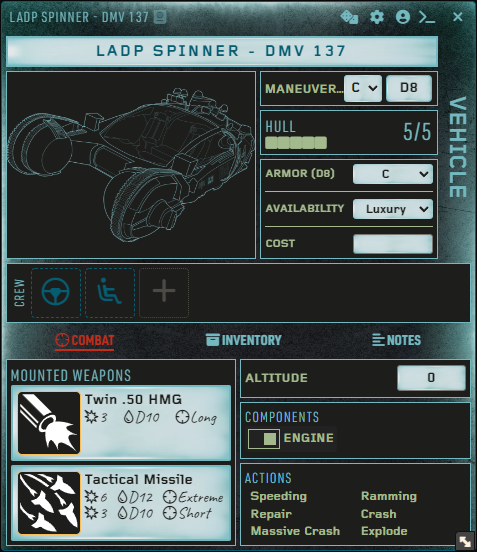 LADP SPINNER - DMV 137
LADP SPINNER - DMV 137
MANEUVER... C D8
HULL 5/5
ARMOR (D8) C
AVAILABILITY Luxury
COST
VEHICLE
CREW
COMBAT INVENTORY NOTES
MOUNTED WEAPONS
Twin .50 HMG
3 D10 Long
Tactical Missile
6 D12 Extreme
3 D10 Short
ALTITUDE 0
COMPONENTS
ENGINE
ACTIONS
Speeding Ramming
Repair Crash
Massive Crash Explode